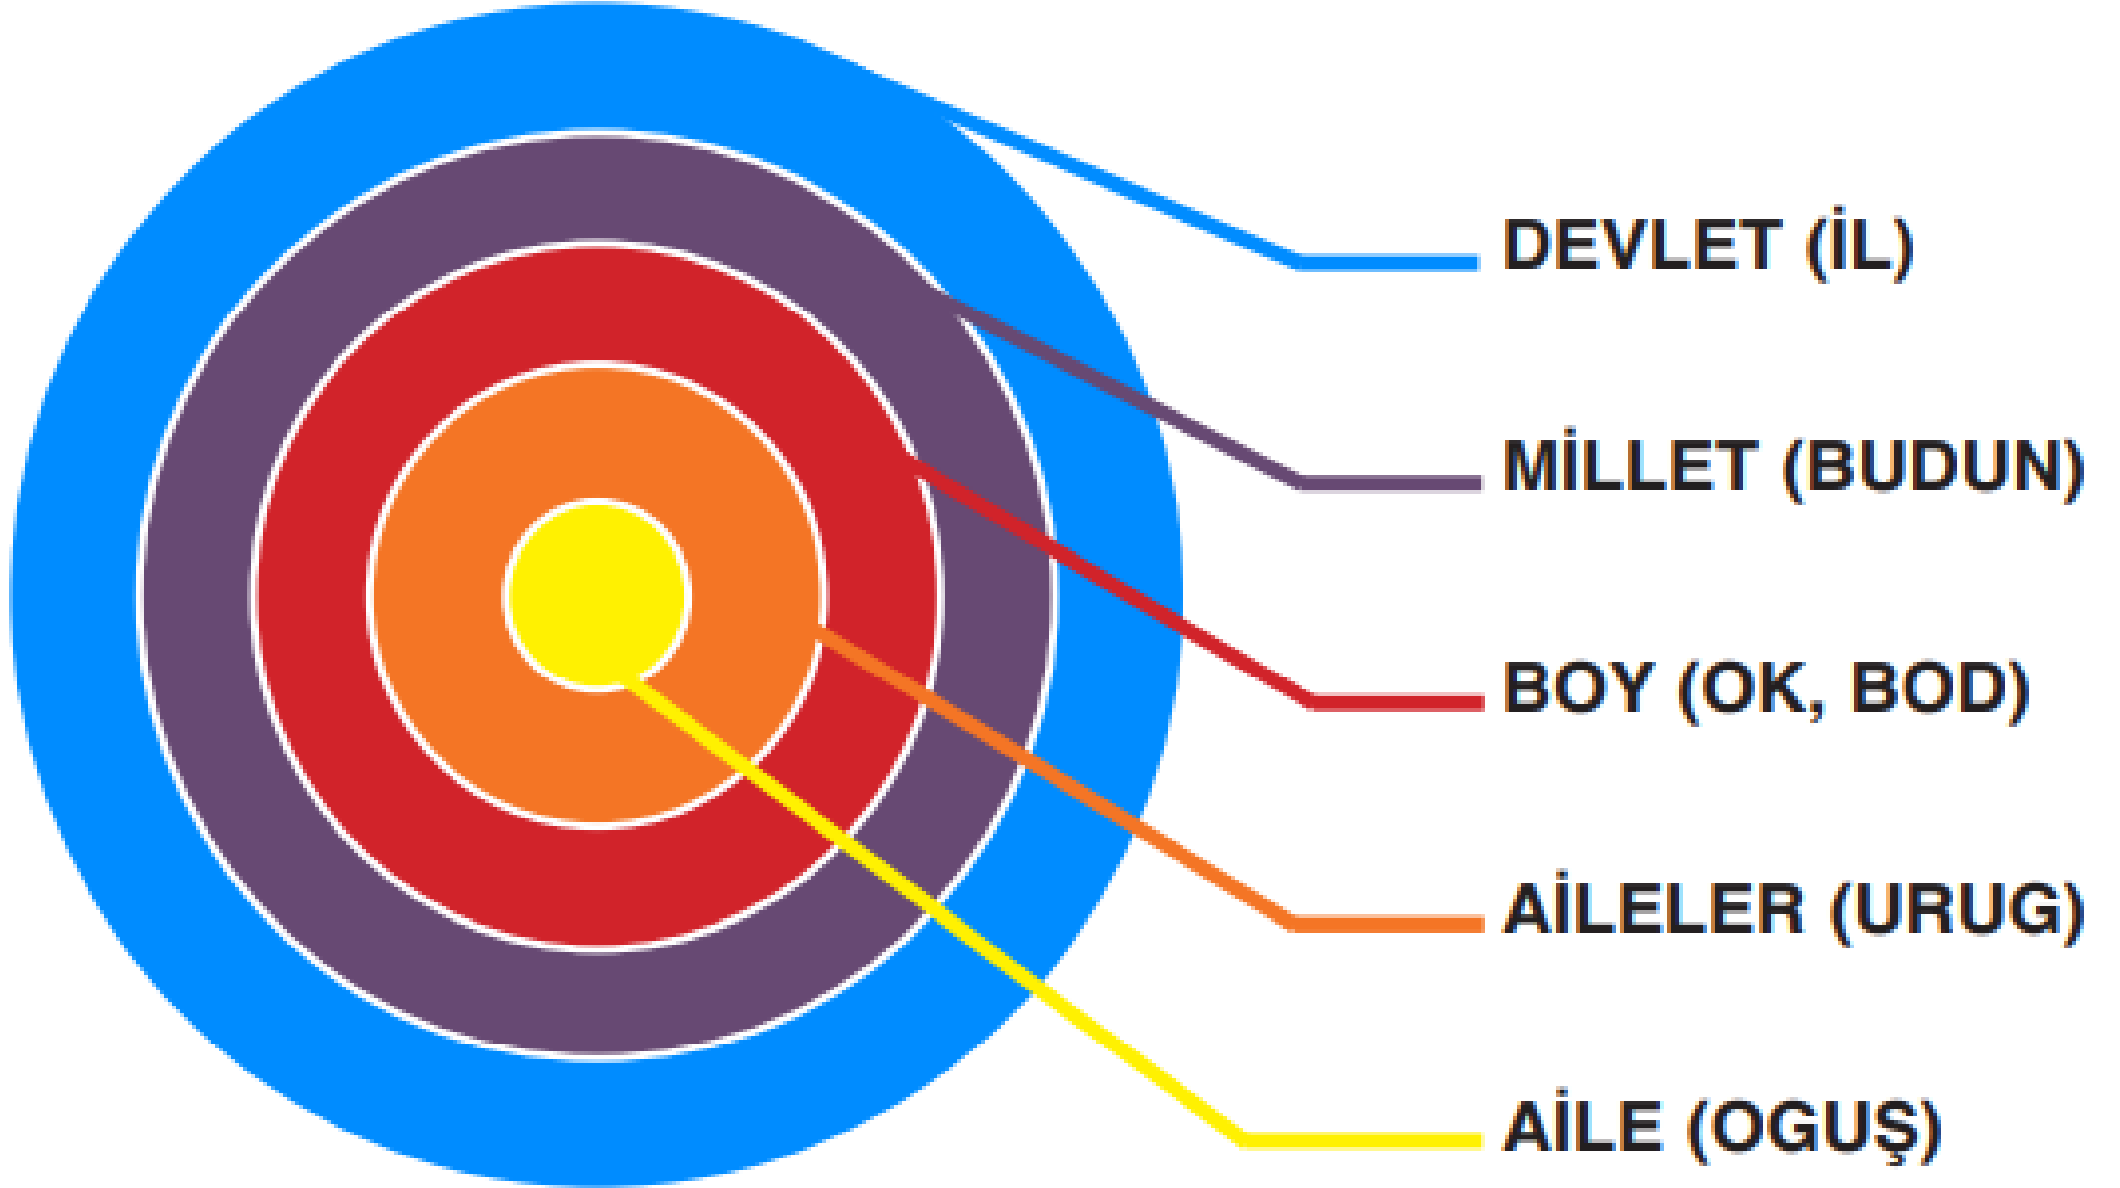 DEVLET (İL)
MİLLET (BUDUN)
BOY (OK, BOD)
AİLELER (URUG)
AİLE (OGUŞ)